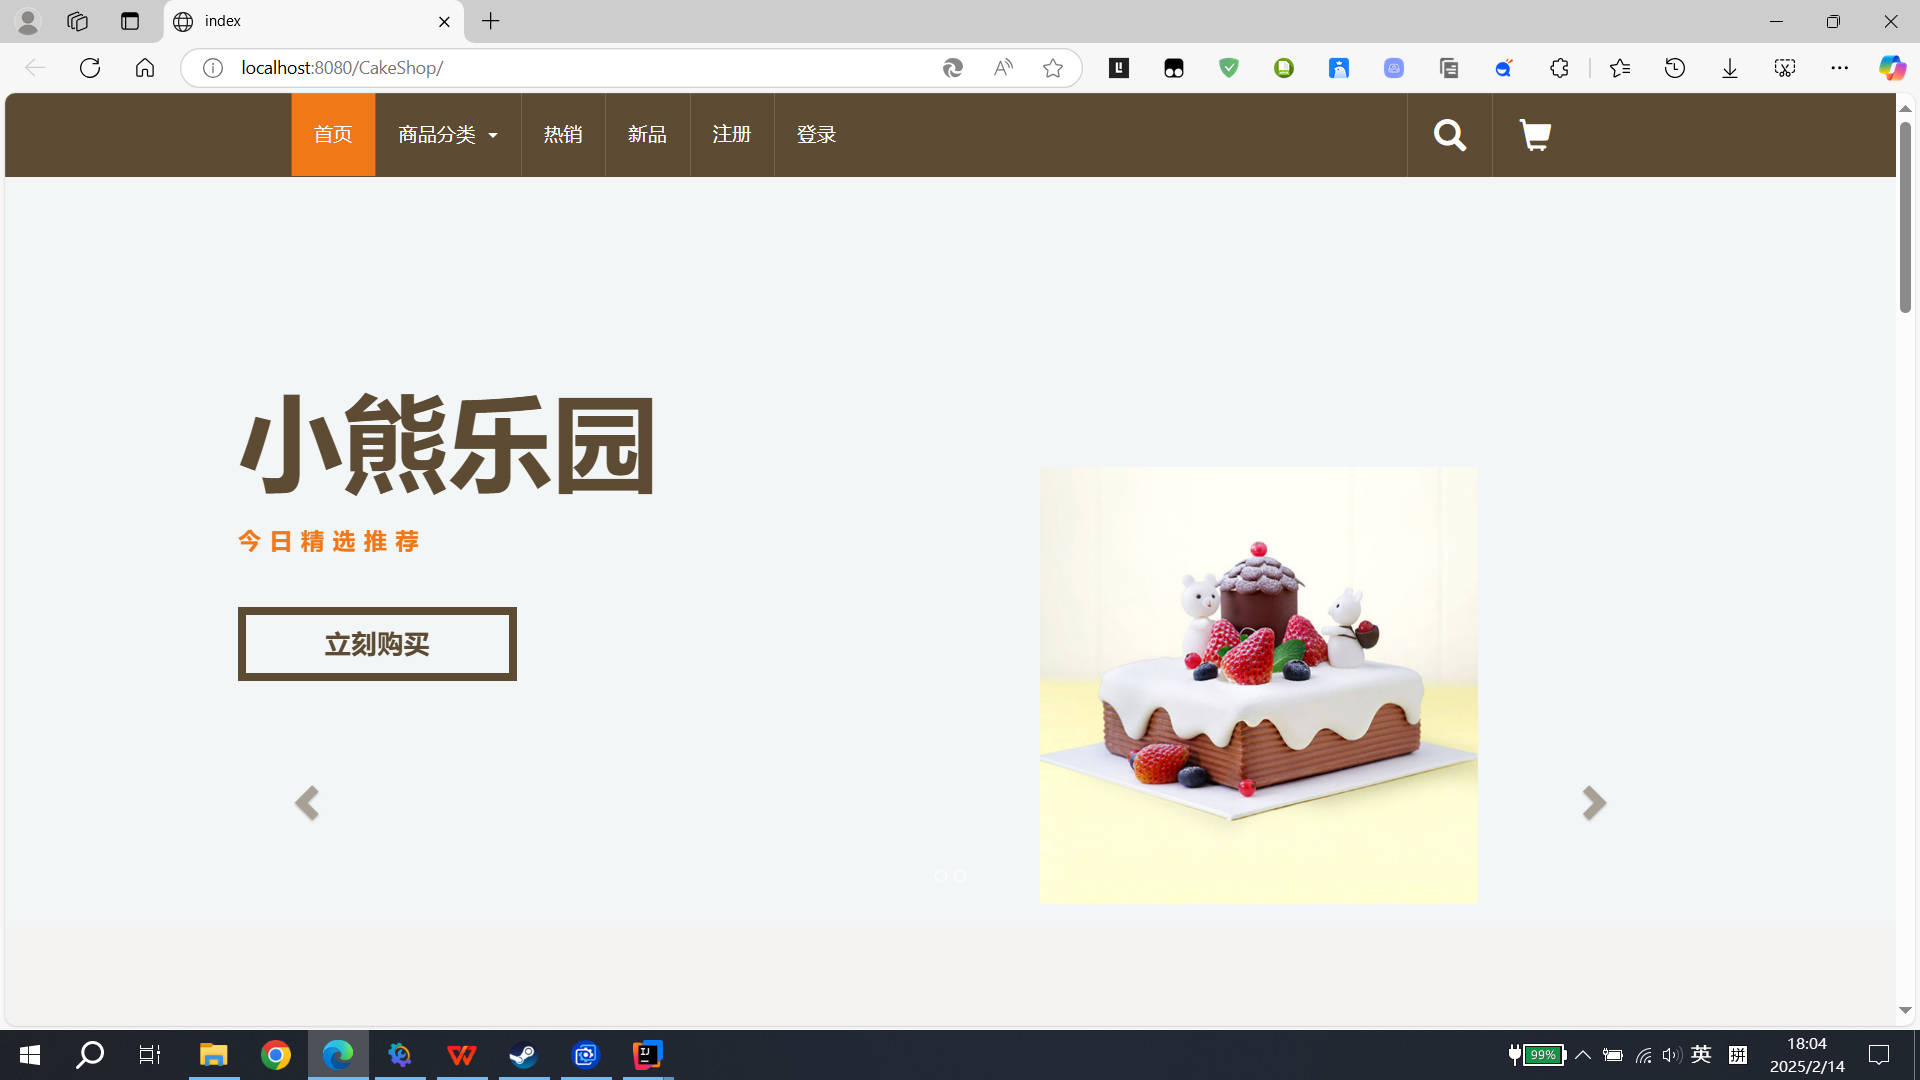 index
localhost:8080/CakeShop/
首页
商品分类
热销
新品
注册
登录
小熊乐园
今日精选推荐
立刻购买
99%
英
拼
18:04
2025/2/14